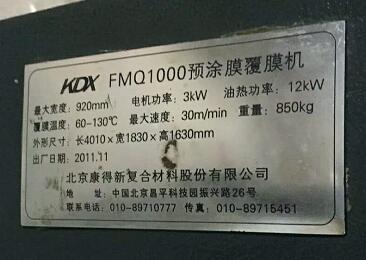 KDX FMQ1000预涂膜覆膜机
最大宽度：920mm 电机功率：3kW 油热功率：12kW
覆膜温度：60-130℃ 最大速度：30m/min 重量：850kg
外形尺寸：长4010×宽1830×高1630mm
出厂日期：2011.11
北京康得新复合材料股份有限公司
地 址：中国北京昌平科技园振兴路26号
联系电话：010-89710777 传真：010-89715451